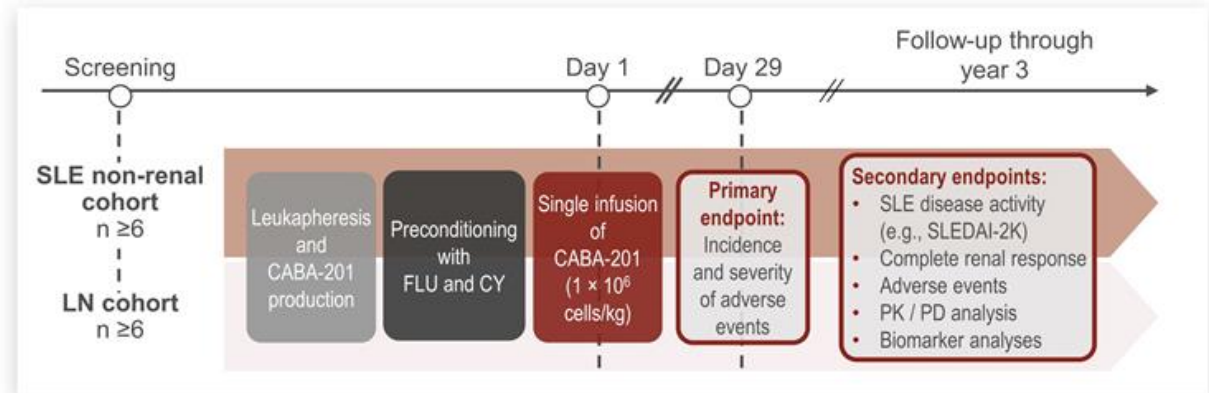 Screening
Day 1
Day 29
Follow-up through
year 3
SLE non-renal
cohort
n ≥6
LN cohort
n ≥6
Leukapheresis
and
CABA-201
production
Preconditioning
with
FLU and CY
Single infusion
of
CABA-201
(1 × 10⁶
cells/kg)
Primary
endpoint:
Incidence
and severity
of adverse
events
Secondary endpoints:
• SLE disease activity
(e.g., SLEDAI-2K)
• Complete renal response
• Adverse events
• PK / PD analysis
• Biomarker analyses